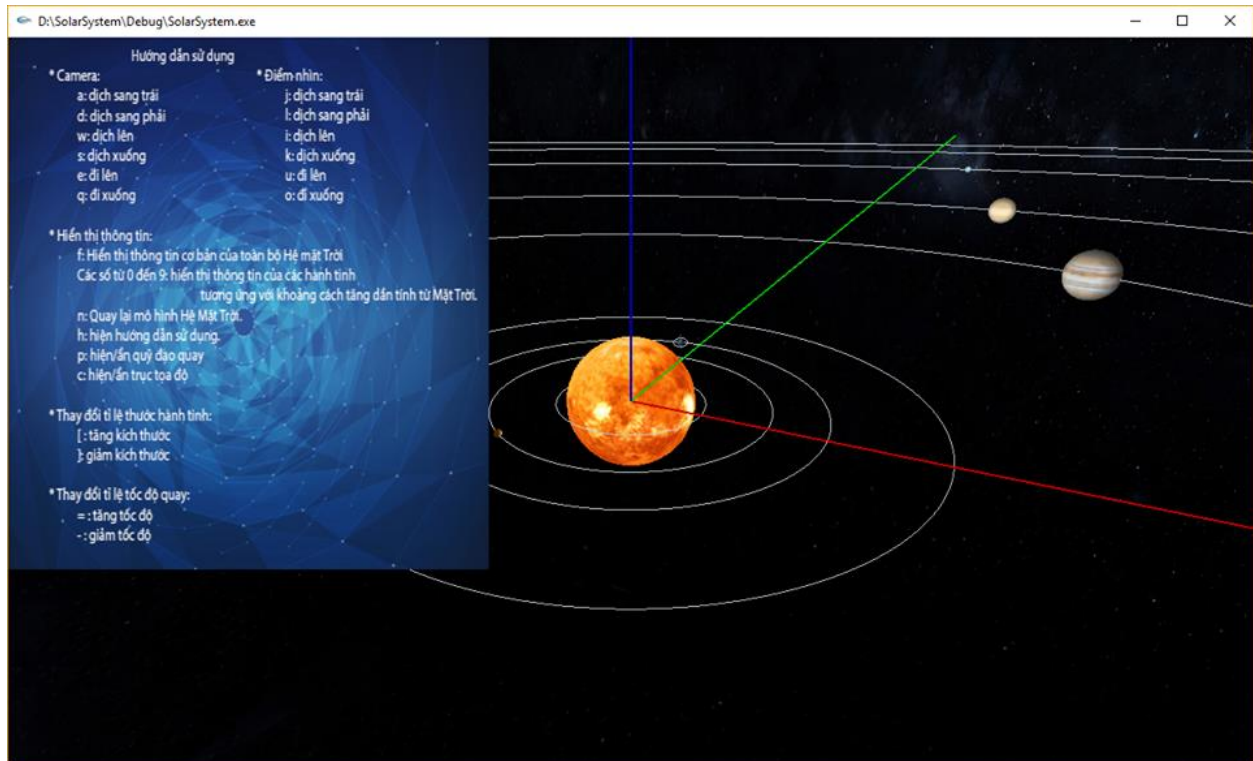 D:\SolarSystem\Debug\SolarSystem.exe
Hướng dẫn sử dụng
* Camera:
a: dịch sang trái
d: dịch sang phải
w: dịch lên
s: dịch xuống
e: đi lên
q: đi xuống
* Điểm nhìn:
j: dịch sang trái
l: dịch sang phải
i: dịch lên
k: dịch xuống
u: đi lên
o: đi xuống
* Hiển thị thông tin:
f: Hiển thị thông tin cơ bản của toàn bộ Hệ mặt Trời
Các số từ 0 đến 9: hiển thị thông tin của các hành tinh
tương ứng với khoảng cách tăng dần tính từ Mặt Trời.
n: Quay lại mô hình Hệ Mặt Trời.
h: hiện hướng dẫn sử dụng.
p: hiện/ẩn quỹ đạo quay
c: hiện/ẩn trục tọa độ
* Thay đổi tỉ lệ thước hành tinh:
[ : tăng kích thước
]: giảm kích thước
* Thay đổi tỉ lệ tốc độ quay:
= : tăng tốc độ
- : giảm tốc độ